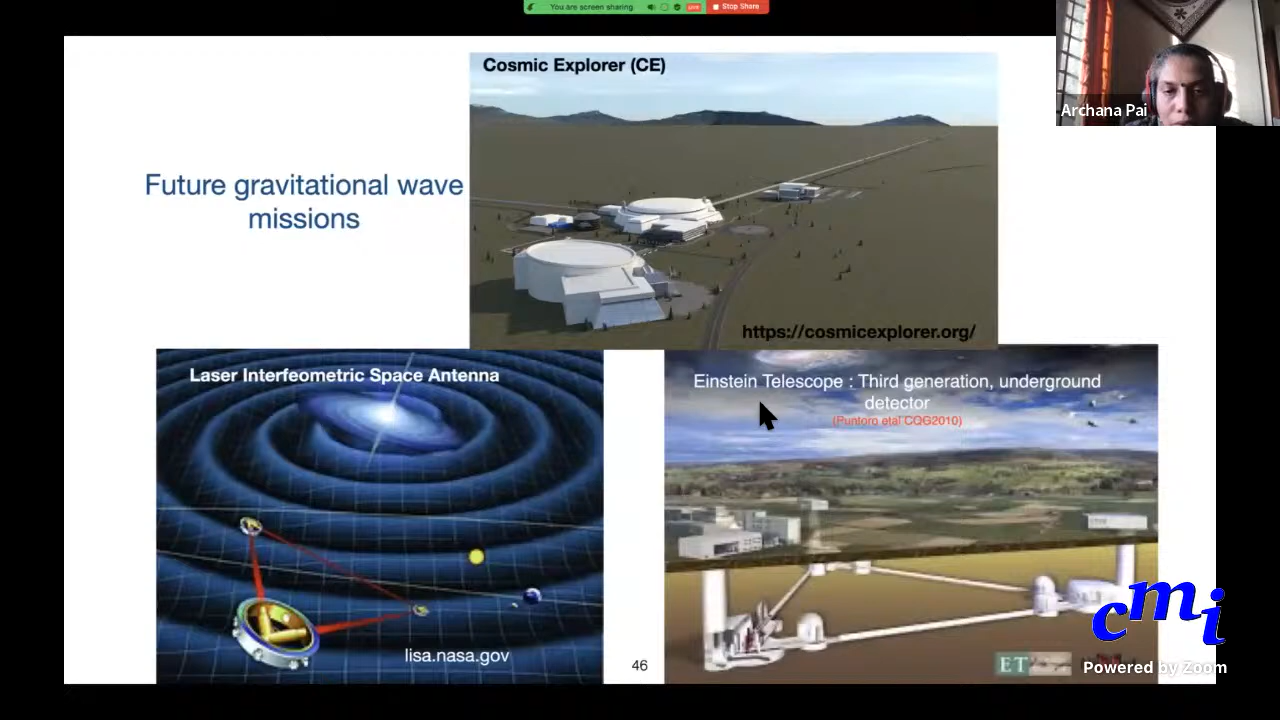 You are screen sharing
LIVE
Stop Share
Archana Pai
Cosmic Explorer (CE)
Future gravitational wave
missions
https://cosmicexplorer.org/
Laser Interfeometric Space Antenna
Einstein Telescope : Third generation, underground
detector
(Puntoro etal CQG2010)
lisa.nasa.gov
46
ET
cmi
Powered by Zoom